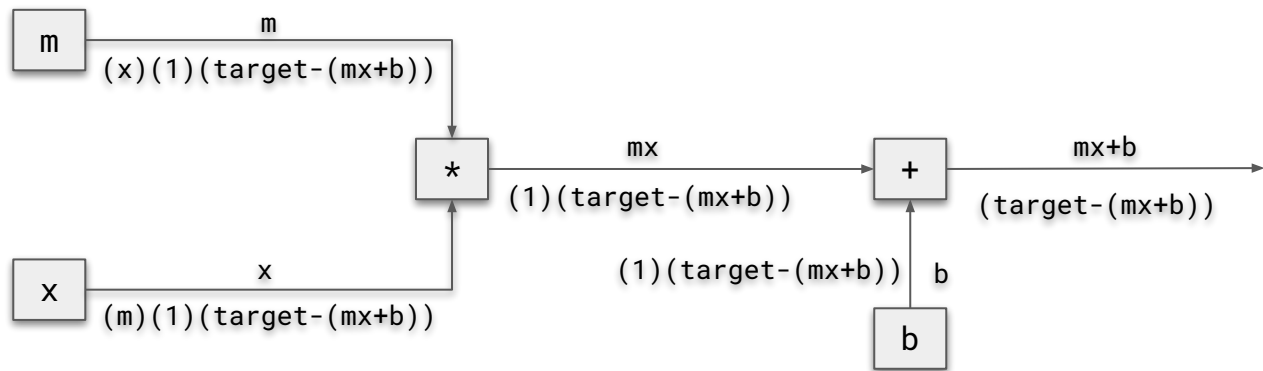 m
m
(x)(1)(target-(mx+b))
*
mx
(1)(target-(mx+b))
+
mx+b
(target-(mx+b))
x
x
(m)(1)(target-(mx+b))
(1)(target-(mx+b))
b
b